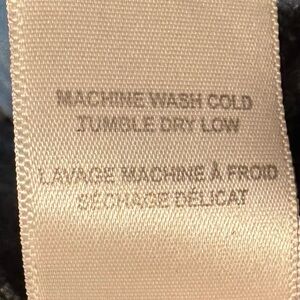 MACHINE WASH COLD
TUMBLE DRY LOW
LAVAGE MACHINE À FROID
SÉCHAGE DÉLICAT